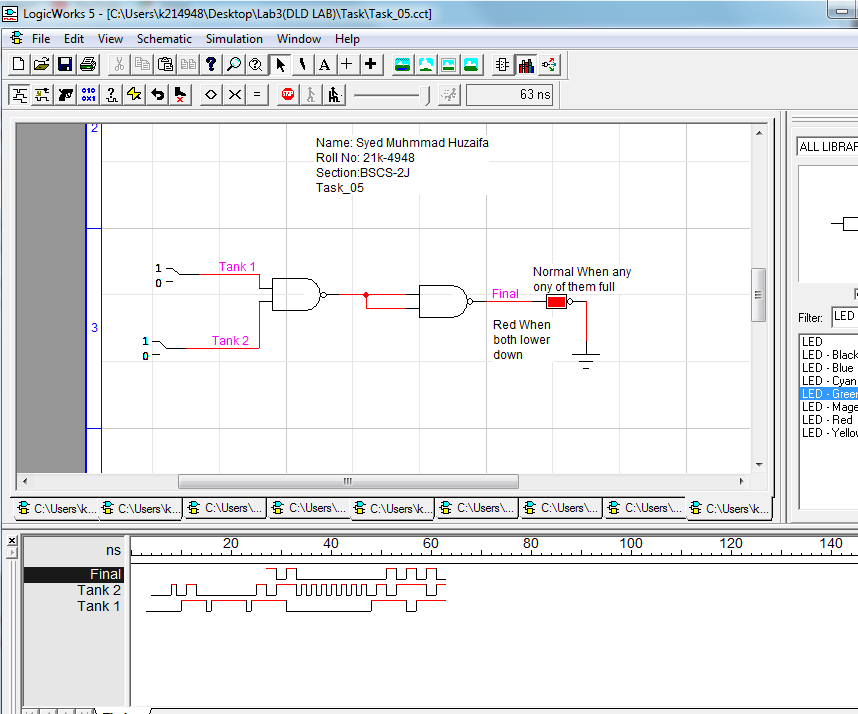 LogicWorks 5 - [C:\Users\k214948\Desktop\Lab3(DLD LAB)\Task\Task_05.cct]
File Edit View Schematic Simulation Window Help
A
010
0X1
STOP
63 ns
2
Name: Syed Muhmmad Huzaifa
Roll No: 21k-4948
Section:BSCS-2J
Task_05
ALL LIBRAR
1 Tank 1
0
Normal When any
ony of them full
Final
3
Red When
both lower
down
1 Tank 2
0
Filter: LED
LED
LED - Black
LED - Blue
LED - Cyan
LED - Green
LED - Mage
LED - Red
LED - Yello
C:\Users\k... C:\Users\k... C:\Users\... C:\Users\... C:\Users\k... C:\Users\... C:\Users\... C:\Users\... C:\Users\k...
ns 20 40 60 80 100 120 140
Final
Tank 2
Tank 1